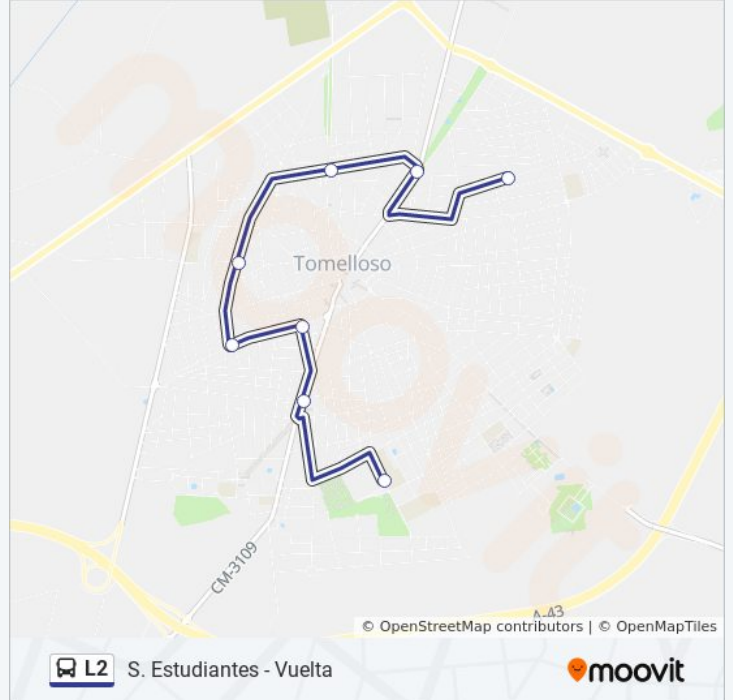 Tomelloso
CM-3109
A-43
© OpenStreetMap contributors | © OpenMapTiles
L2 S. Estudiantes - Vuelta
moovit